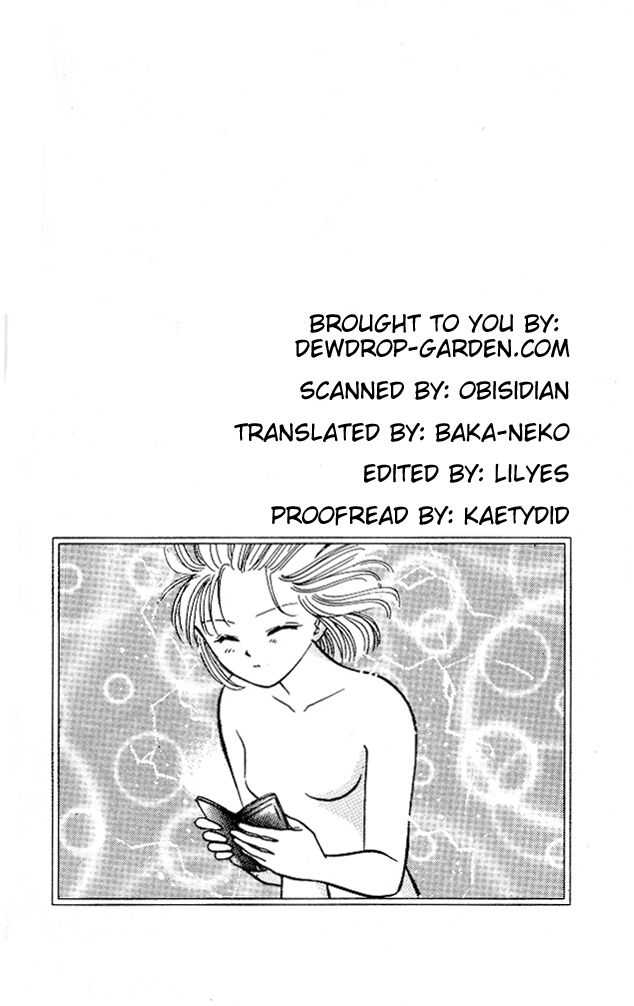 BROUGHT TO YOU BY:
DEWDROP-GARDEN.COM
SCANNED BY: OBISIDIAN
TRANSLATED BY: BAKA-NEKO
EDITED BY: LILYES
PROOFREAD BY: KAETYDID